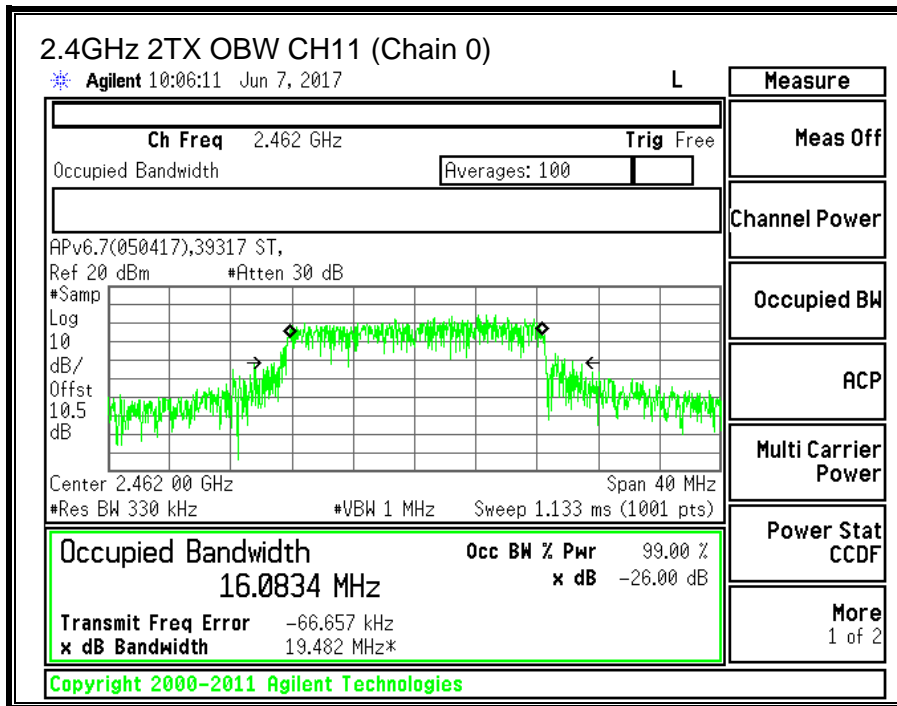 2.4GHz 2TX OBW CH11 (Chain 0)
Agilent 10:06:11 Jun 7, 2017 L
Measure
Ch Freq 2.462 GHz Trig Free
Meas Off
Occupied Bandwidth Averages: 100
Channel Power
APv6.7(050417),39317 ST,
Ref 20 dBm #Atten 30 dB
#Samp
Log
10
dB/
Offst
10.5
dB
Occupied BW
ACP
Multi Carrier
Power
Center 2.462 00 GHz Span 40 MHz
#Res BW 330 kHz #VBW 1 MHz Sweep 1.133 ms (1001 pts)
Power Stat
CCDF
Occupied Bandwidth Occ BW % Pwr 99.00 %
16.0834 MHz x dB -26.00 dB
Transmit Freq Error -66.657 kHz
x dB Bandwidth 19.482 MHz*
More
1 of 2
Copyright 2000-2011 Agilent Technologies